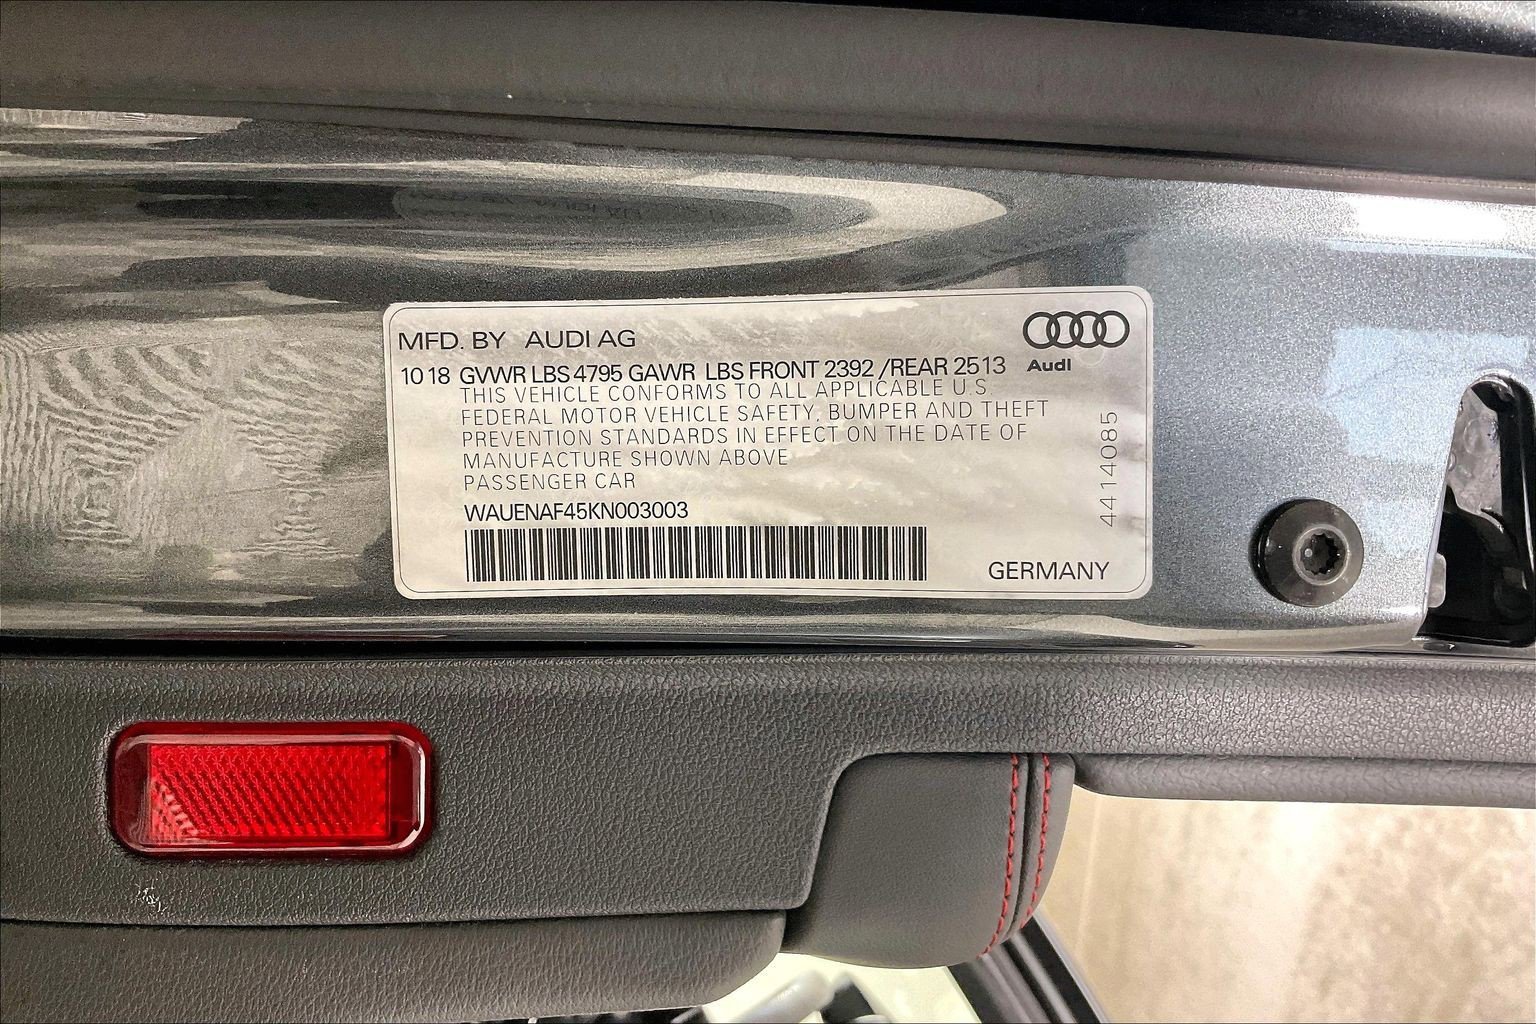 MFD. BY AUDI AG
Audi
10 18 GVWR LBS 4795 GAWR LBS FRONT 2392 /REAR 2513
THIS VEHICLE CONFORMS TO ALL APPLICABLE U.S
FEDERAL MOTOR VEHICLE SAFETY, BUMPER AND THEFT
PREVENTION STANDARDS IN EFFECT ON THE DATE OF
MANUFACTURE SHOWN ABOVE
PASSENGER CAR
WAUENAF45KN003003
GERMANY
4414085